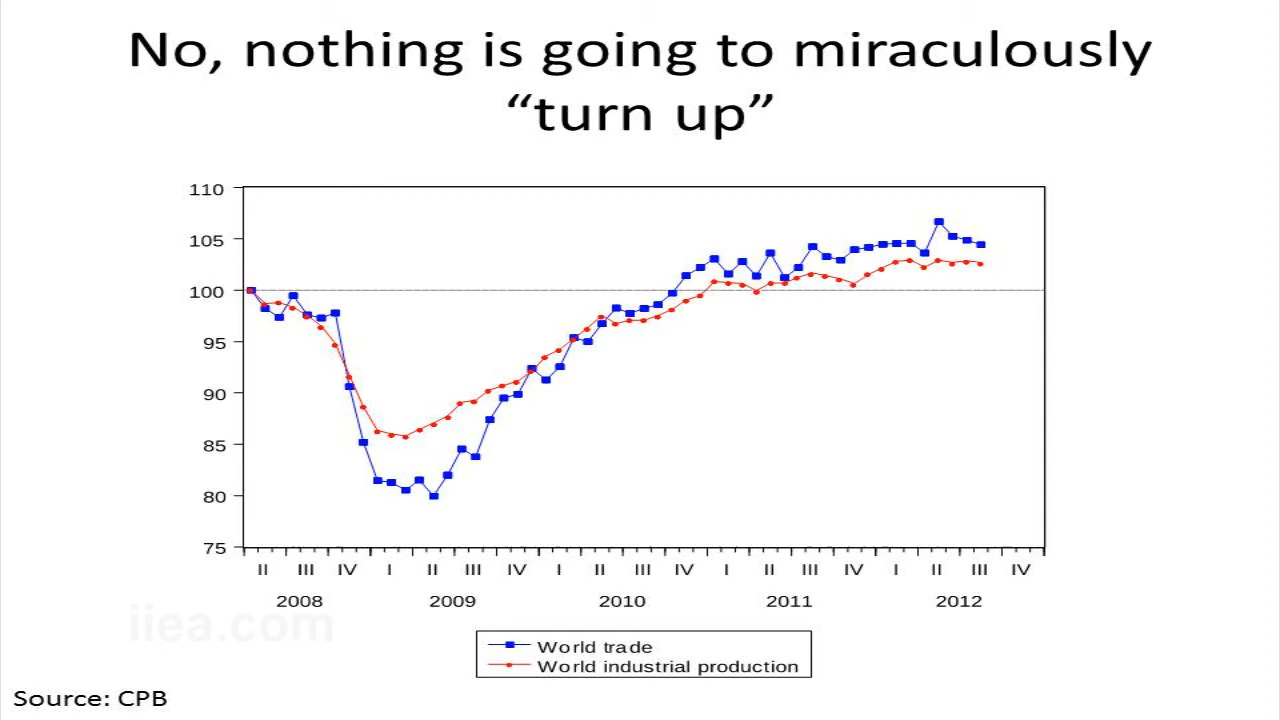 No, nothing is going to miraculously
“turn up”
110
105
100
95
90
85
80
75
II III IV I II III IV I II III IV I II III IV I II III IV
2008 2009 2010 2011 2012
iiea.com
World trade
World industrial production
Source: CPB